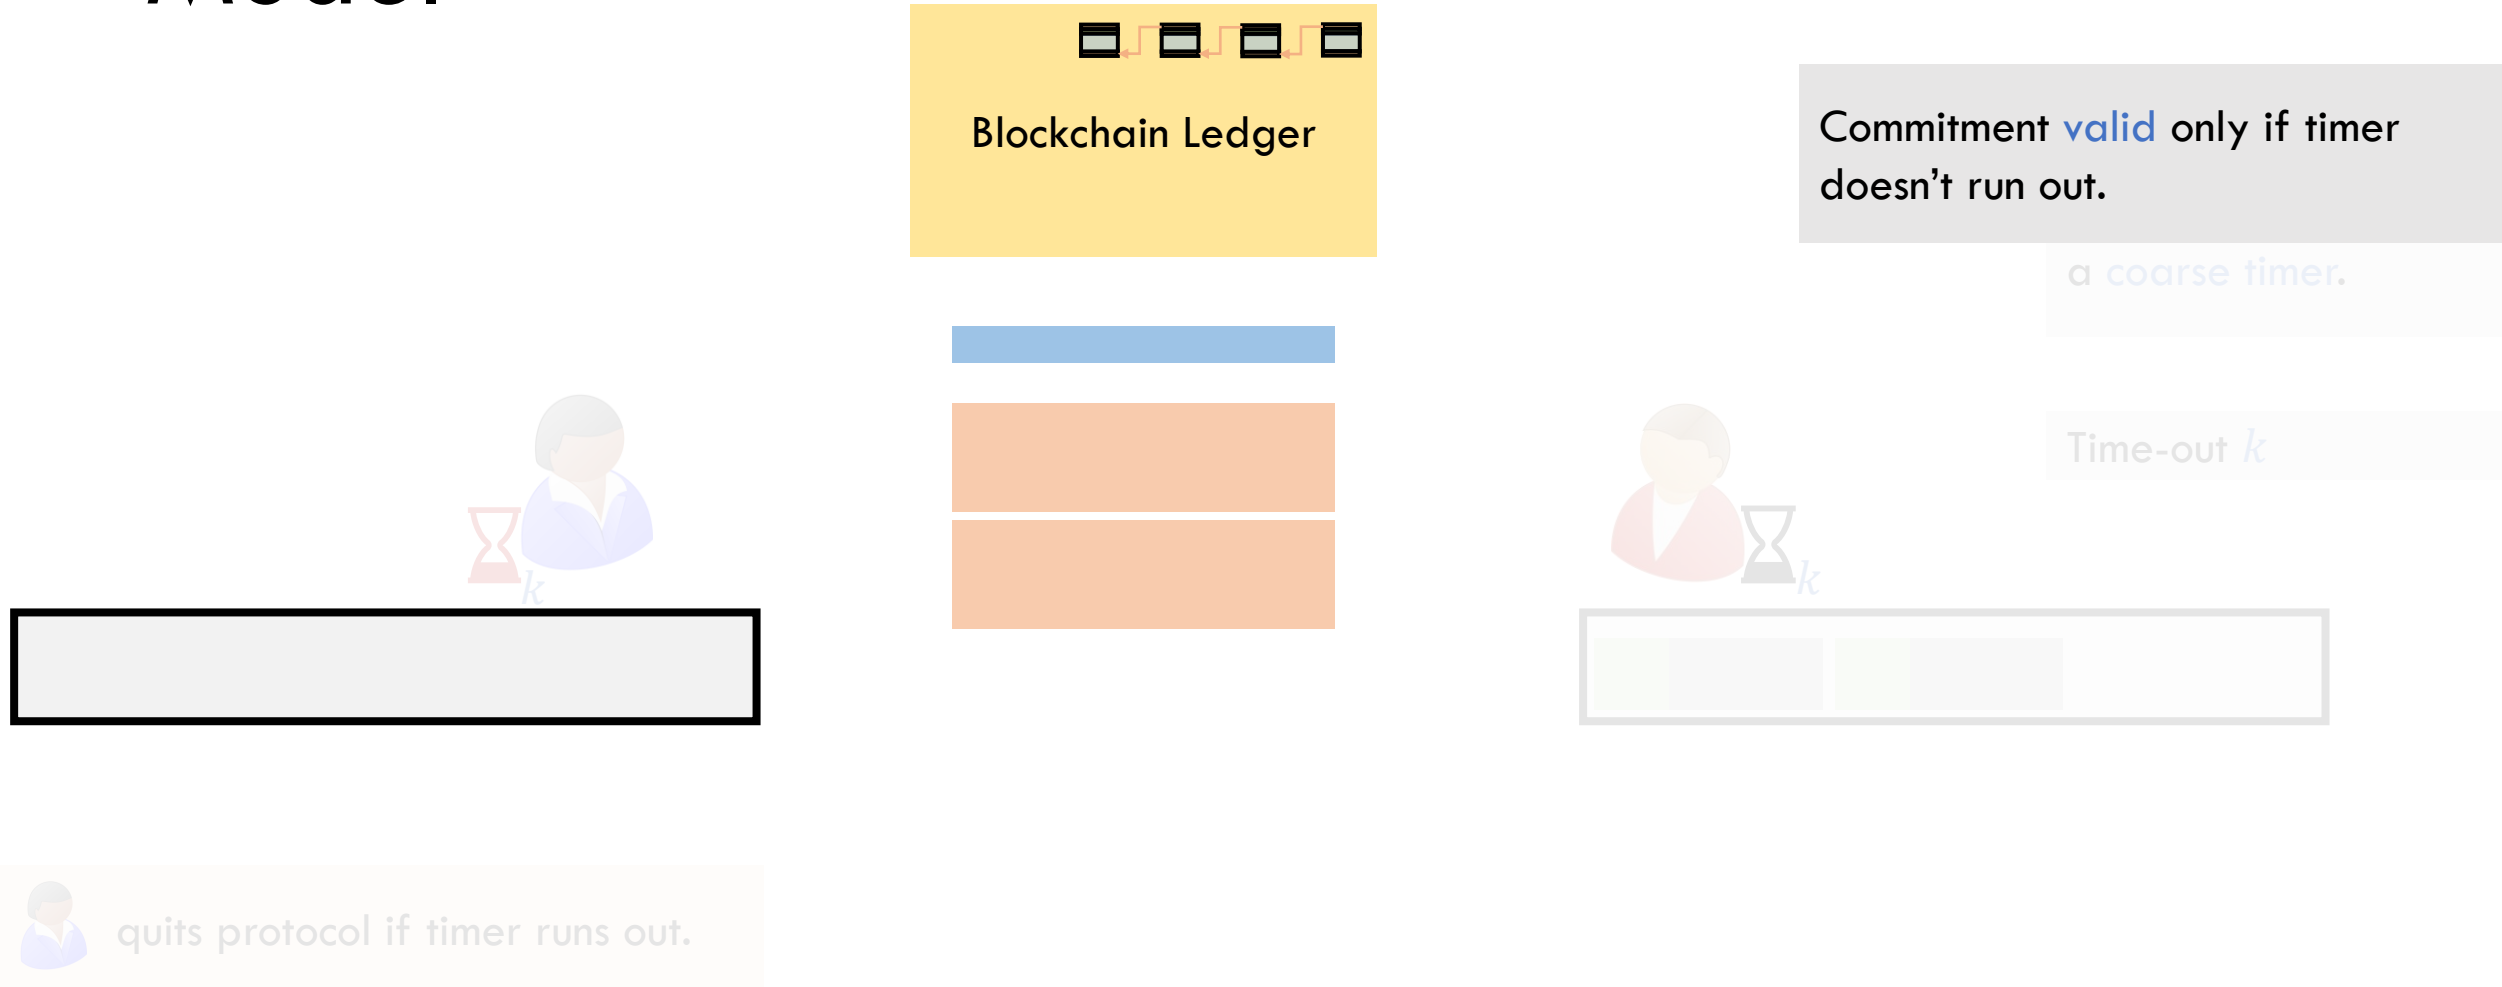 Blockchain Ledger
Commitment valid only if timer
doesn't run out.
a coarse timer.
Time-out k
k
k
quits protocol if timer runs out.